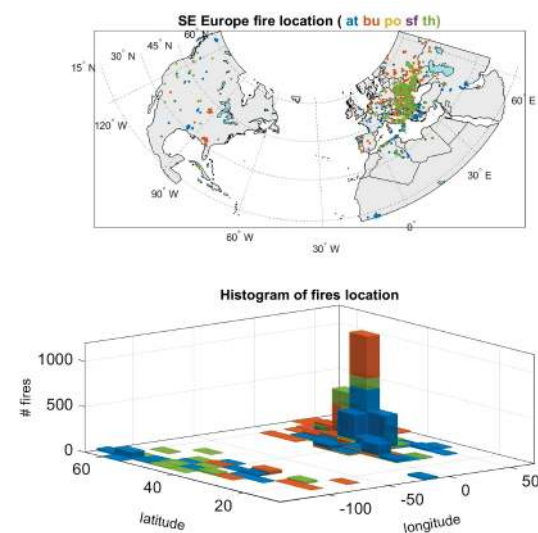 SE Europe fire location ( at bu po sf th)
60° N
45° N
30° N
15° N
120° W
90° W
60° W
30° W
0°
30° E
60° E
Histogram of fires location
1000
500
0
# fires
60
40
20
latitude
-100
-50
0
50
longitude